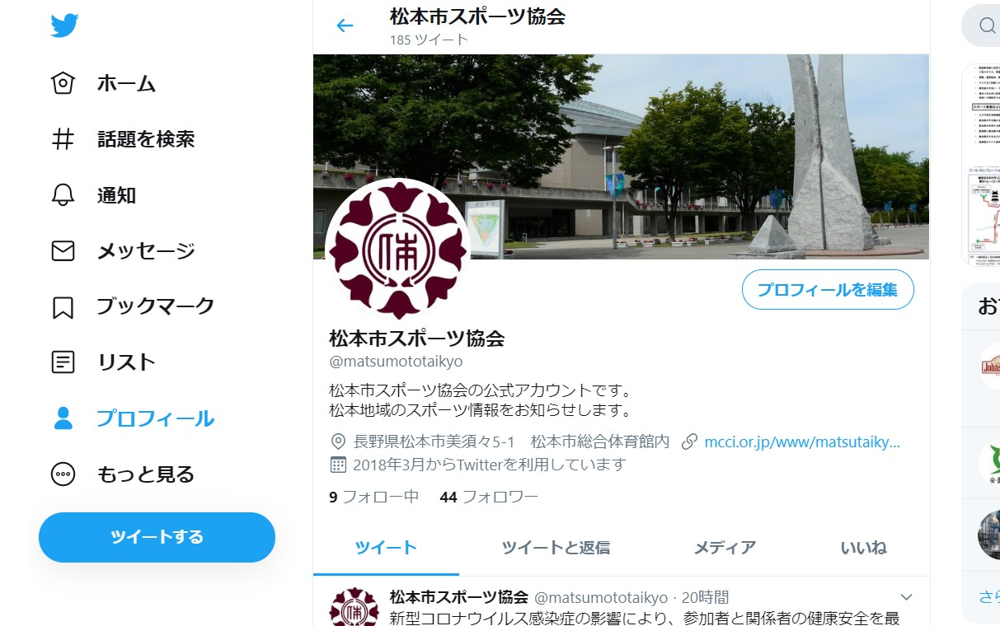 ホーム
話題を検索
通知
メッセージ
ブックマーク
リスト
プロフィール
もっと見る
ツイートする
松本市スポーツ協会
185 ツイート
プロフィールを編集
松本市スポーツ協会
@matsumototaikyo
松本市スポーツ協会の公式アカウントです。
松本地域のスポーツ情報をお知らせします。
長野県松本市美須々5-1 松本市総合体育館内 mcci.or.jp/www/matsutaiky...
2018年3月からTwitterを利用しています
9 フォロー中 44 フォロワー
ツイート ツイートと返信 メディア いいね
松本市スポーツ協会 @matsumototaikyo · 20時間
新型コロナウイルス感染症の影響により、参加者と関係者の健康安全を最
お
さら